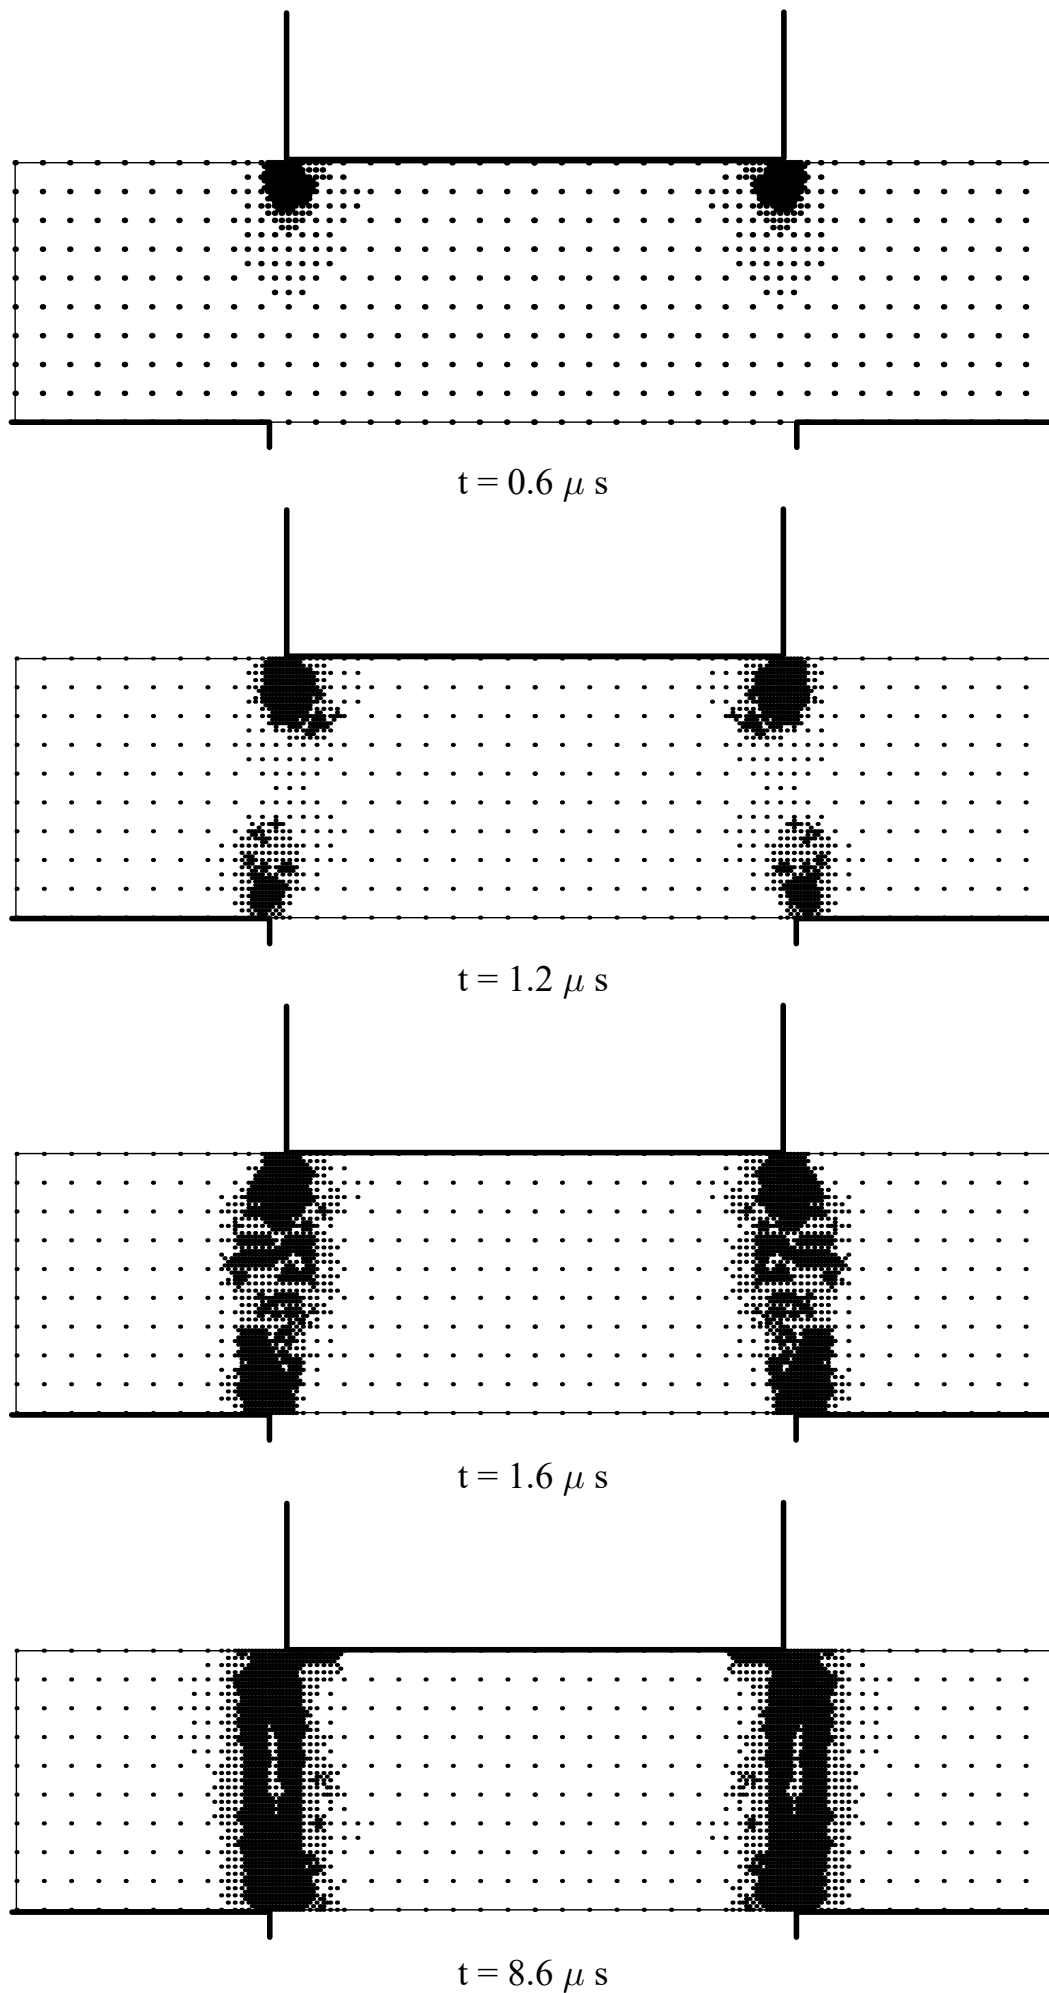 t = 0.6 μ s
t = 1.2 μ s
t = 1.6 μ s
t = 8.6 μ s